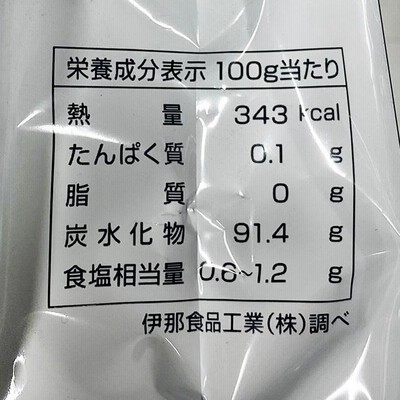 栄養成分表示 100g当たり
熱量 343 kcal
たんぱく質 0.1 g
脂質 0 g
炭水化物 91.4 g
食塩相当量 0.6~1.2 g
伊那食品工業(株)調べ